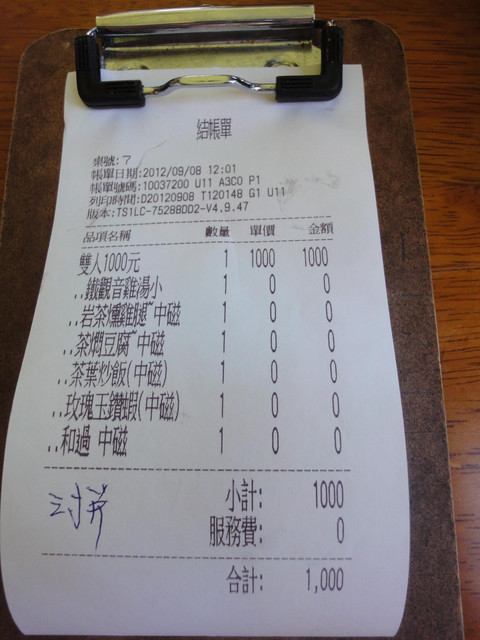 結帳單
桌號:7
帳單日期:2012/09/08 12:01
帳單號碼:10037200 U11 A3C0 P1
列印時間:D20120908 T120148 G1 U11
版本:TS1LC-75288DD2-V4.9.47
品項名稱 數量 單價 金額
雙人1000元 1 1000 1000
..鐵觀音雞湯小 1 0 0
..岩茶燻雞腿~中磁 1 0 0
..茶燜豆腐~中磁 1 0 0
..茶葉炒飯(中磁) 1 0 0
..玫瑰玉鑽蝦(中磁) 1 0 0
..和過 中磁 1 0 0
小計: 1000
服務費: 0
合計: 1,000